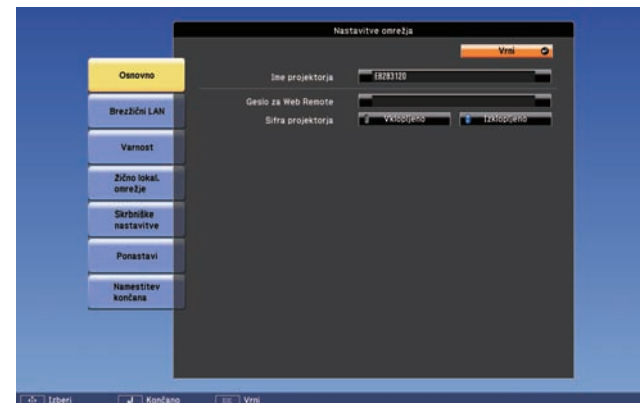 Nastavitve omrežja
Vrni
Osnovno
Ime projektorja
EB2B3120
Brezžični LAN
Geslo za Web Remote
Šifra projektorja
Vklopljeno
Izklopljeno
Varnost
Žično lokal.
omrežje
Skrbniške
nastavitve
Ponastavi
Namestitev
končana
Izberi
Končano
Vrni